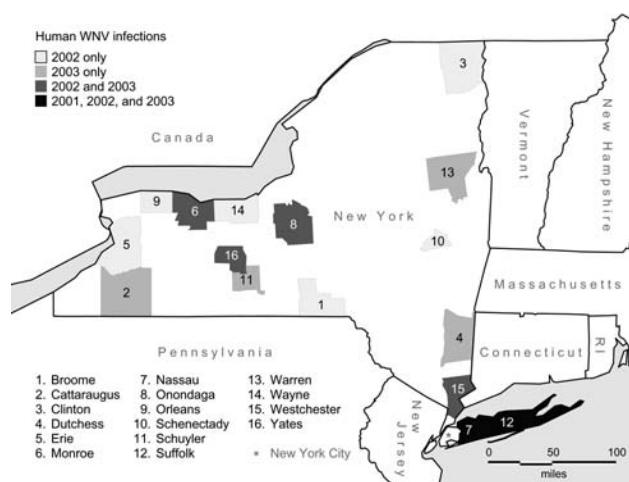 Human WNV infections
2002 only
2003 only
2002 and 2003
2001, 2002, and 2003
Canada
Vermont
New Hampshire
New York
Massachusetts
Connecticut
RI
Pennsylvania
New Jersey
3
13
9
6
14
8
10
5
16
11
2
1
4
15
7
12
1. Broome
2. Cattaraugus
3. Clinton
4. Dutchess
5. Erie
6. Monroe
7. Nassau
8. Onondaga
9. Orleans
10. Schenectady
11. Schuyler
12. Suffolk
13. Warren
14. Wayne
15. Westchester
16. Yates
* New York City
0 50 100
miles